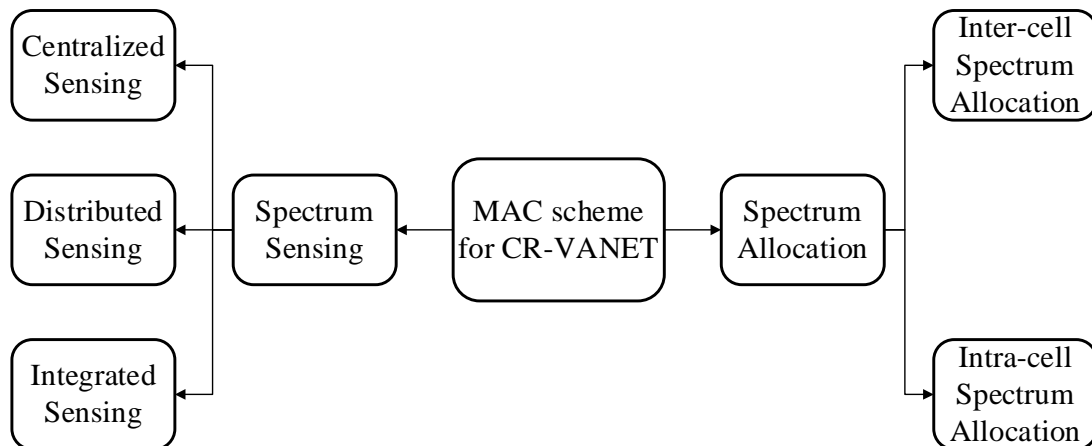 Centralized
Sensing
Distributed
Sensing
Integrated
Sensing
Spectrum
Sensing
MAC scheme
for CR-VANET
Spectrum
Allocation
Inter-cell
Spectrum
Allocation
Intra-cell
Spectrum
Allocation